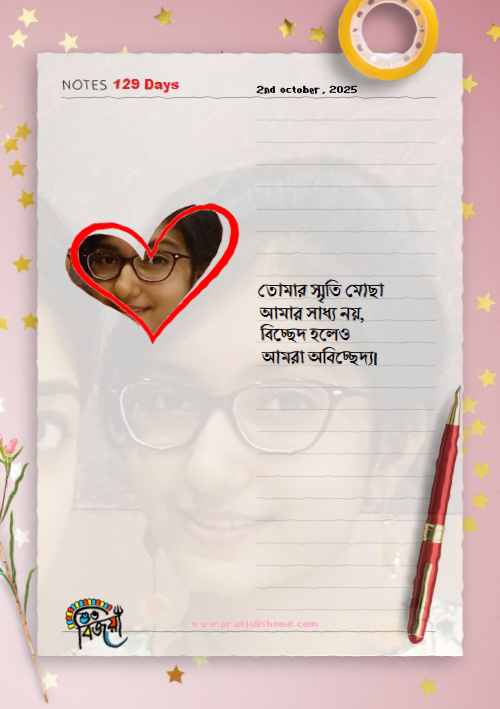 NOTES 129 Days
2nd october, 2025
তোমার স্মৃতি মোছা
আমার সাধ্য নয়,
বিচ্ছেদ হলেও
আমরা অবিচ্ছেদ্য।
শুভ
বিজয়া
www.pranjalishome.com